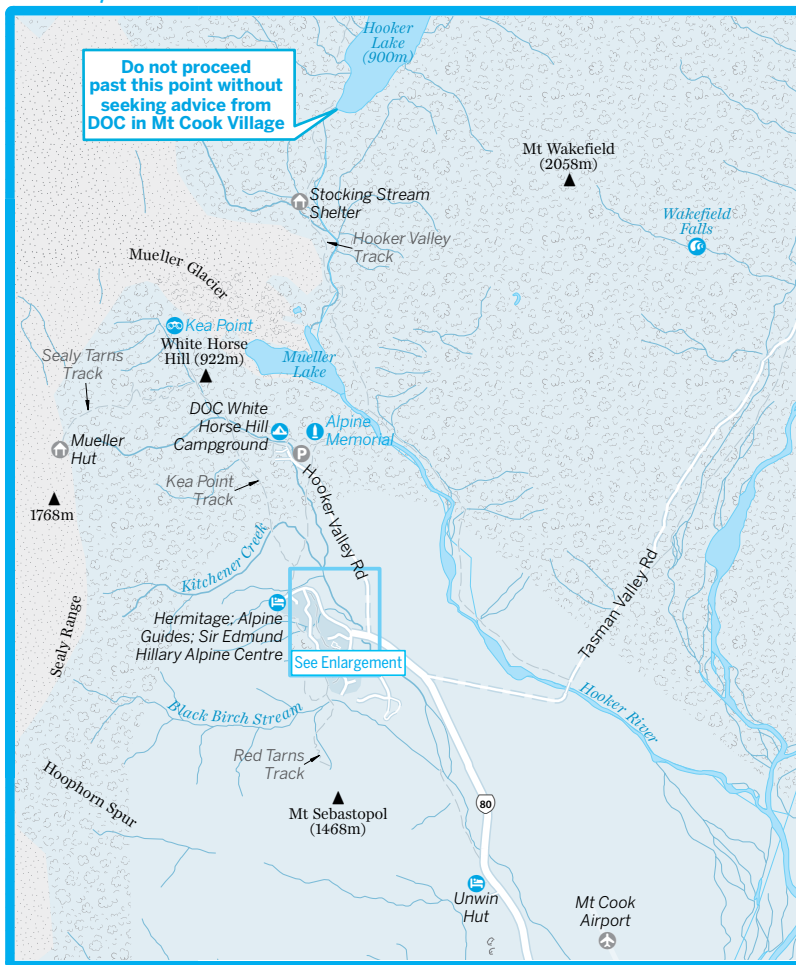 Hooker
Lake
(900m)
Do not proceed
past this point without
seeking advice from
DOC in Mt Cook Village
Mt Wakefield
(2058m)
Stocking Stream
Shelter
Wakefield
Falls
Hooker Valley
Track
Mueller Glacier
Kea Point
White Horse
Hill (922m)
Sealy Tarns
Track
Mueller
Lake
DOC White
Horse Hill
Campground
Alpine
Memorial
Mueller
Hut
P
Kea Point
Track
Hooker Valley Rd
1768m
Kitchener Creek
Tasman Valley Rd
Sealy Range
Hermitage; Alpine
Guides; Sir Edmund
Hillary Alpine Centre
See Enlargement
Hooker River
Black Birch Stream
Red Tarns
Track
Hoophorn Spur
Mt Sebastopol
(1468m)
80
Unwin
Hut
Mt Cook
Airport